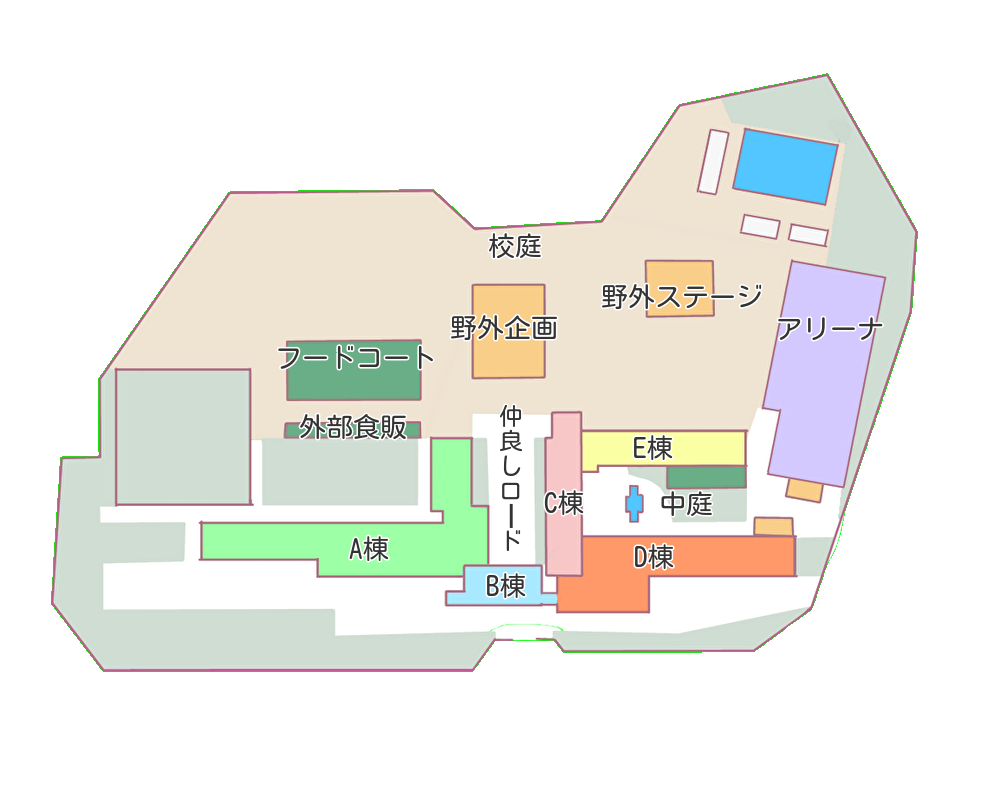 校庭
野外ステージ
野外企画
アリーナ
フードコート
外部食販
仲良しロード
E棟
C棟
中庭
A棟
D棟
B棟